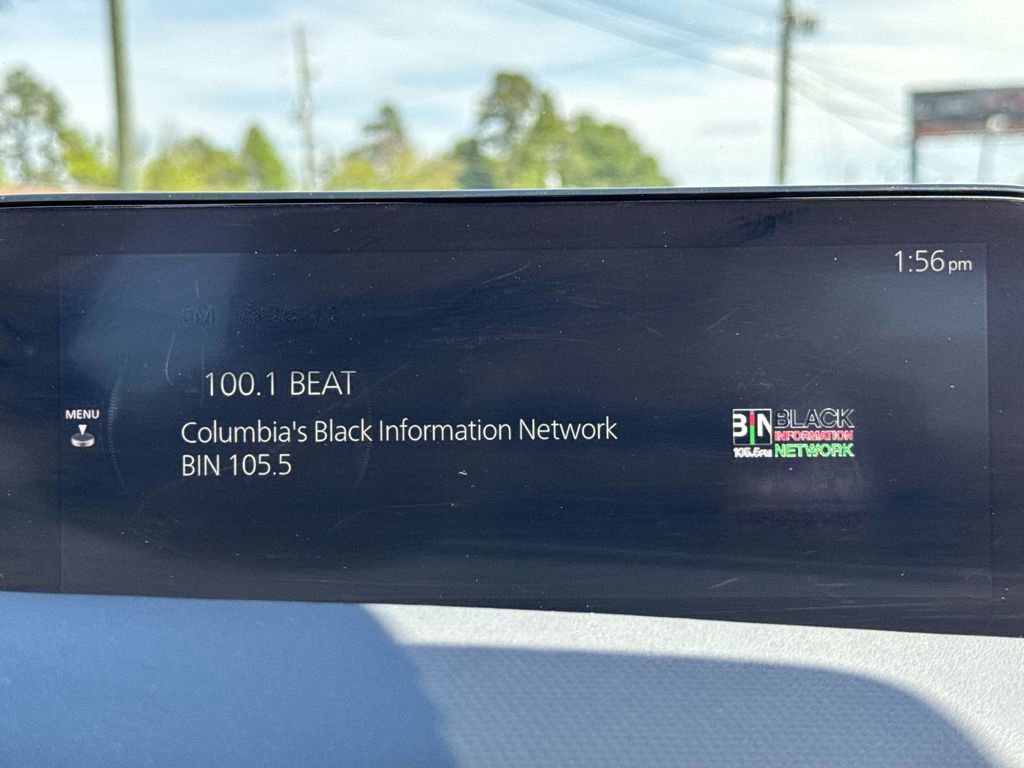 1:56 pm
100.1 BEAT
MENU
Columbia's Black Information Network
BIN 105.5
BIN BLACK
INFORMATION
NETWORK